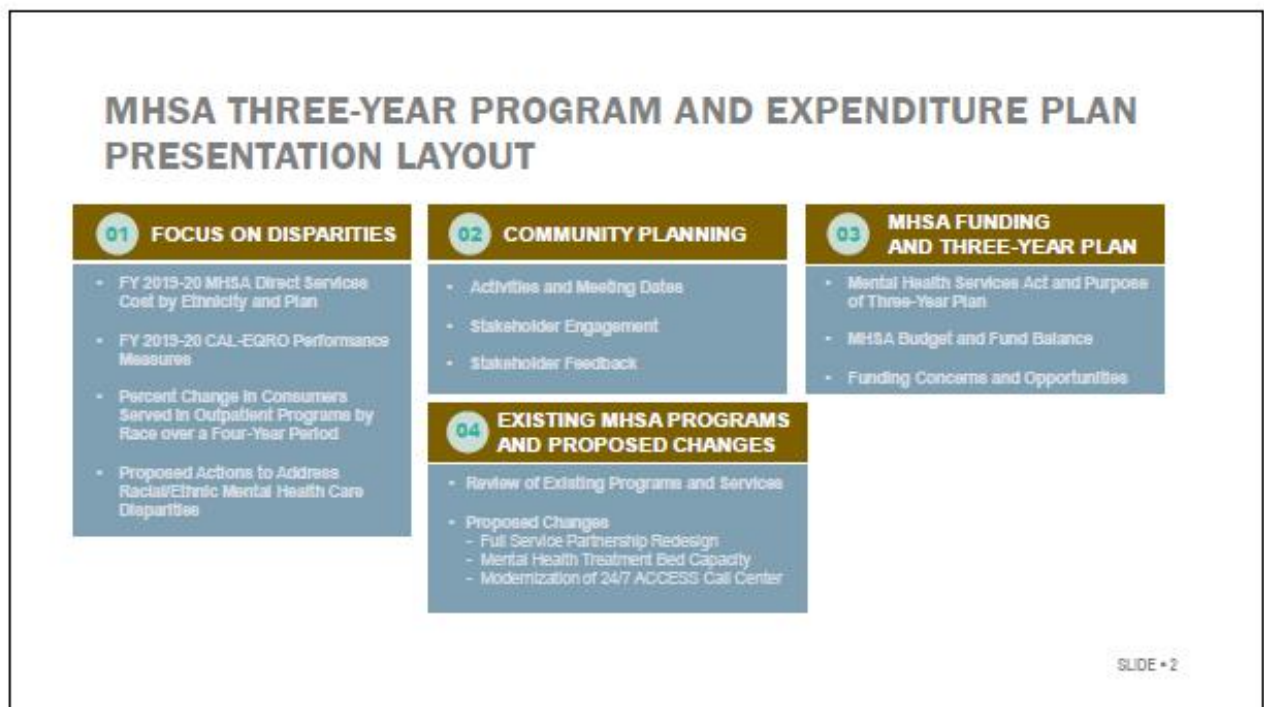 MHSA THREE-YEAR PROGRAM AND EXPENDITURE PLAN
PRESENTATION LAYOUT
01 FOCUS ON DISPARITIES
• FY 2019-20 MHSA Direct Services
Cost by Ethnicity and Plan
• FY 2019-20 CAL-EQRO Performance
Measures
• Percent Change in Consumers
Served in Outpatient Programs by
Race over a Four-Year Period
• Proposed Actions to Address
Racial/Ethnic Mental Health Care
Disparities
02 COMMUNITY PLANNING
• Activities and Meeting Dates
• Stakeholder Engagement
• Stakeholder Feedback
03 MHSA FUNDING
AND THREE-YEAR PLAN
• Mental Health Services Act and Purpose
of Three-Year Plan
• MHSA Budget and Fund Balance
• Funding Concerns and Opportunities
04 EXISTING MHSA PROGRAMS
AND PROPOSED CHANGES
• Review of Existing Programs and Services
• Proposed Changes
- Full Service Partnership Redesign
- Mental Health Treatment Bed Capacity
- Modernization of 24/7 ACCESS Call Center
SLIDE • 2